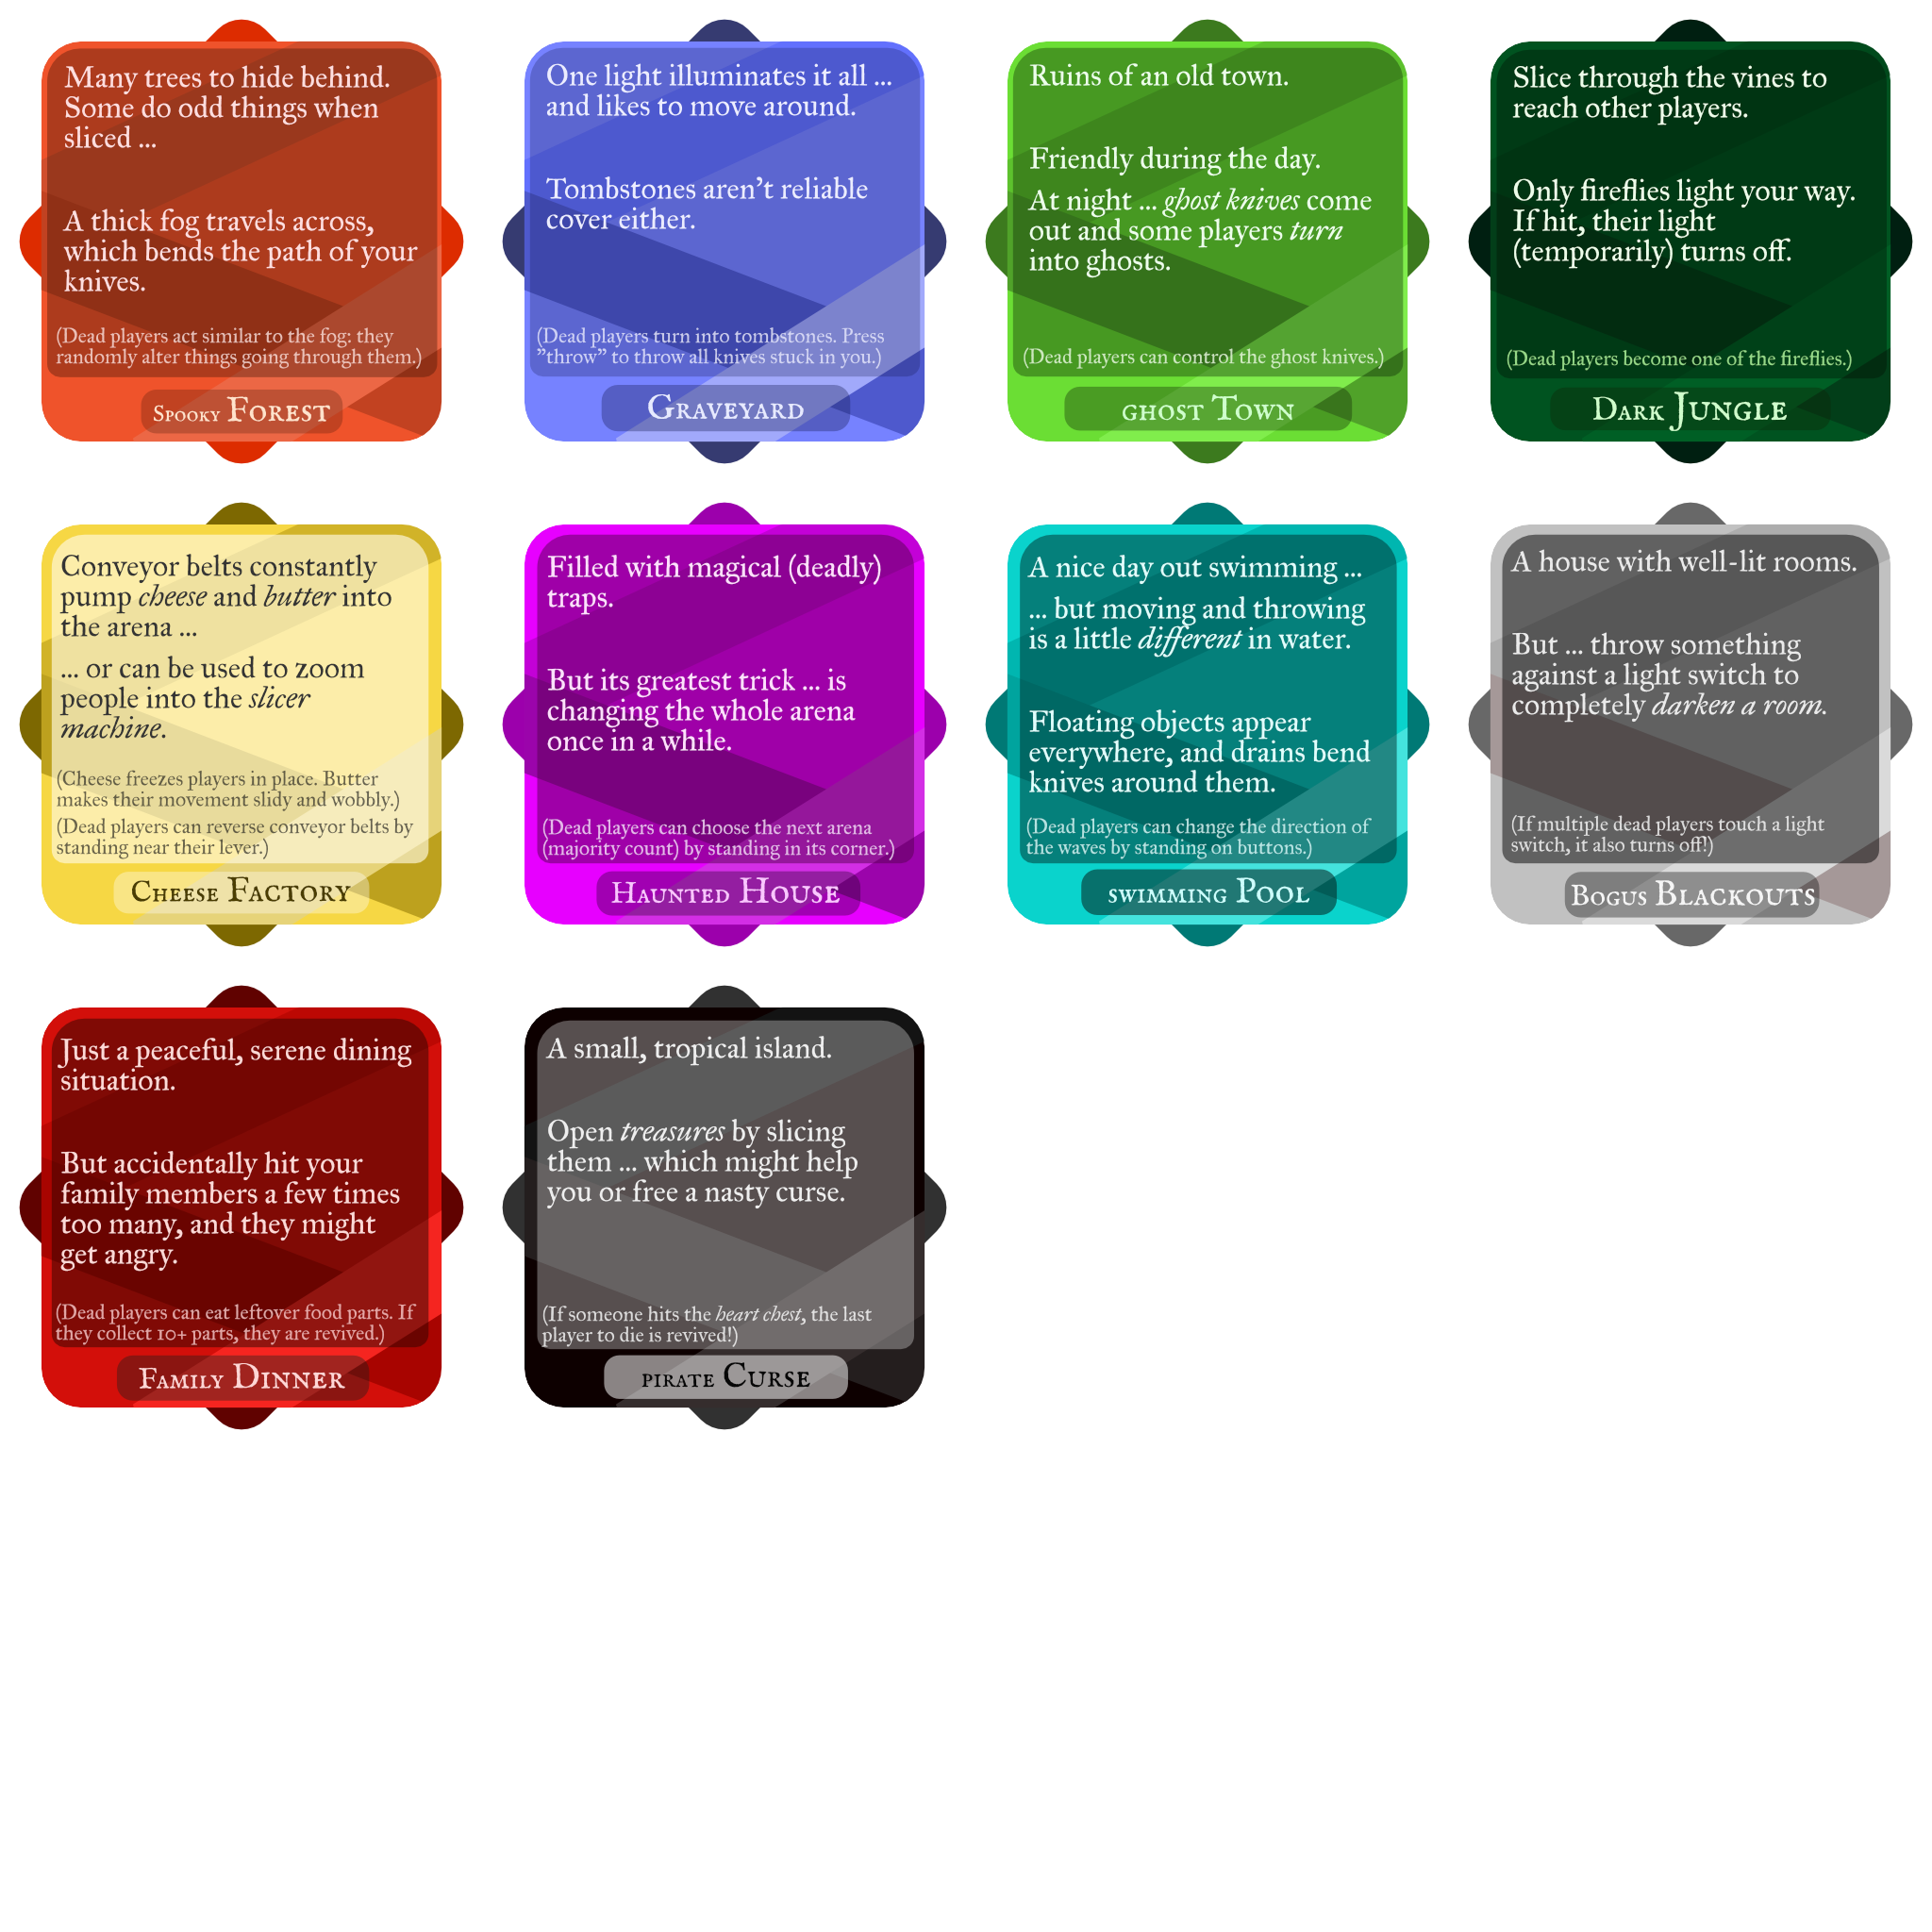 Many trees to hide behind.
Some do odd things when
sliced ...
A thick fog travels across,
which bends the path of your
knives.
(Dead players act similar to the fog: they
randomly alter things going through them.)
Spooky Forest
One light illuminates it all ...
and likes to move around.
Tombstones aren't reliable
cover either.
(Dead players turn into tombstones. Press
"throw" to throw all knives stuck in you.)
Graveyard
Ruins of an old town.
Friendly during the day.
At night ... ghost knives come
out and some players turn
into ghosts.
(Dead players can control the ghost knives.)
ghost Town
Slice through the vines to
reach other players.
Only fireflies light your way.
If hit, their light
(temporarily) turns off.
(Dead players become one of the fireflies.)
Dark Jungle
Conveyor belts constantly
pump cheese and butter into
the arena ...
... or can be used to zoom
people into the slicer
machine.
(Cheese freezes players in place. Butter
makes their movement slidy and wobbly.)
(Dead players can reverse conveyor belts by
standing near their lever.)
Cheese Factory
Filled with magical (deadly)
traps.
But its greatest trick ... is
changing the whole arena
once in a while.
(Dead players can choose the next arena
(majority count) by standing in its corner.)
Haunted House
A nice day out swimming ...
... but moving and throwing
is a little different in water.
Floating objects appear
everywhere, and drains bend
knives around them.
(Dead players can change the direction of
the waves by standing on buttons.)
swimming Pool
A house with well-lit rooms.
But ... throw something
against a light switch to
completely darken a room.
(If multiple dead players touch a light
switch, it also turns off!)
Bogus Blackouts
Just a peaceful, serene dining
situation.
But accidentally hit your
family members a few times
too many, and they might
get angry.
(Dead players can eat leftover food parts. If
they collect 10+ parts, they are revived.)
Family Dinner
A small, tropical island.
Open treasures by slicing
them ... which might help
you or free a nasty curse.
(If someone hits the heart chest, the last
player to die is revived!)
pirate Curse